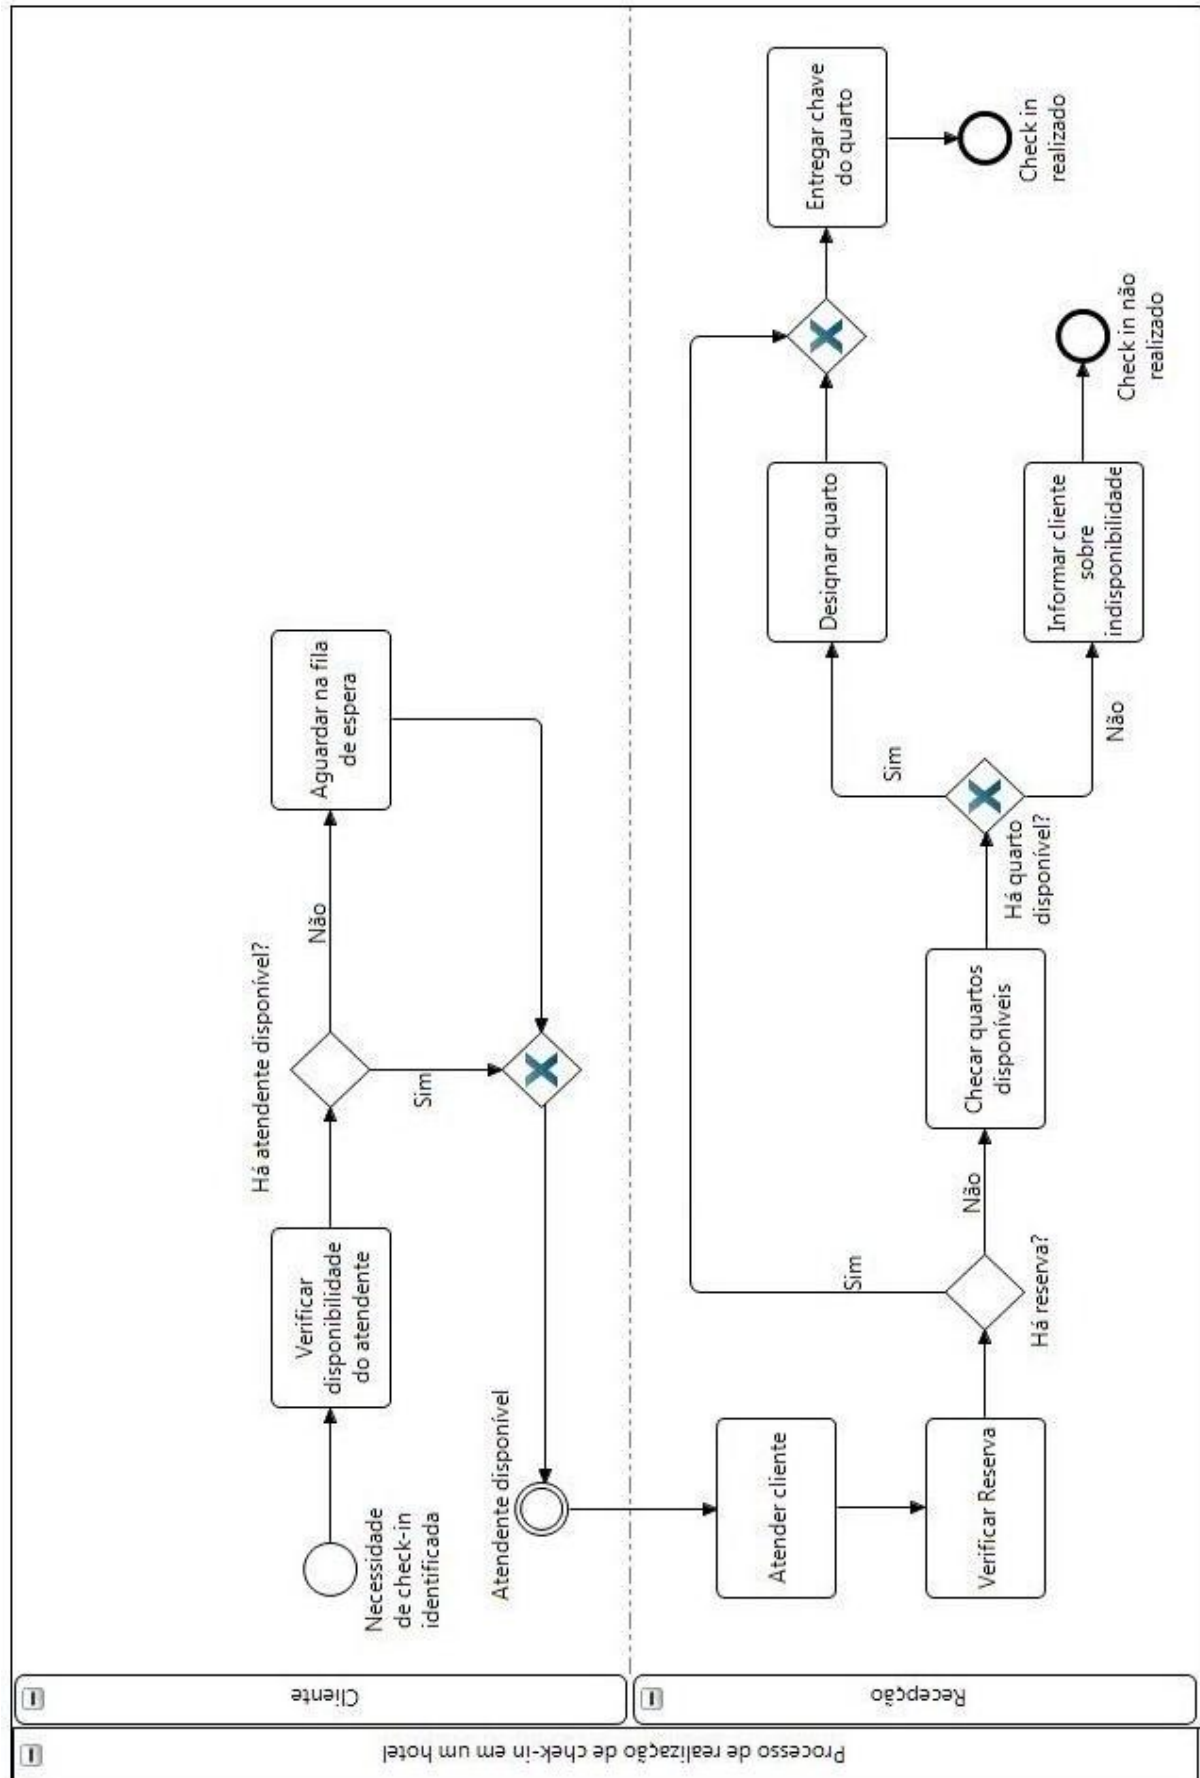 Processo de realização de chek-in em um hotel
Cliente
Necessidade
de check-in
identificada
Verificar
disponibilidade
do atendente
Há atendente disponível?
Não
Sim
Aguardar na fila
de espera
Atendente disponível
Recepção
Atender cliente
Verificar Reserva
Há reserva?
Sim
Não
Checar quartos
disponíveis
Há quarto
disponível?
Sim
Não
Designar quarto
Informar cliente
sobre
indisponibilidade
Check in não
realizado
Entregar chave
do quarto
Check in
realizado